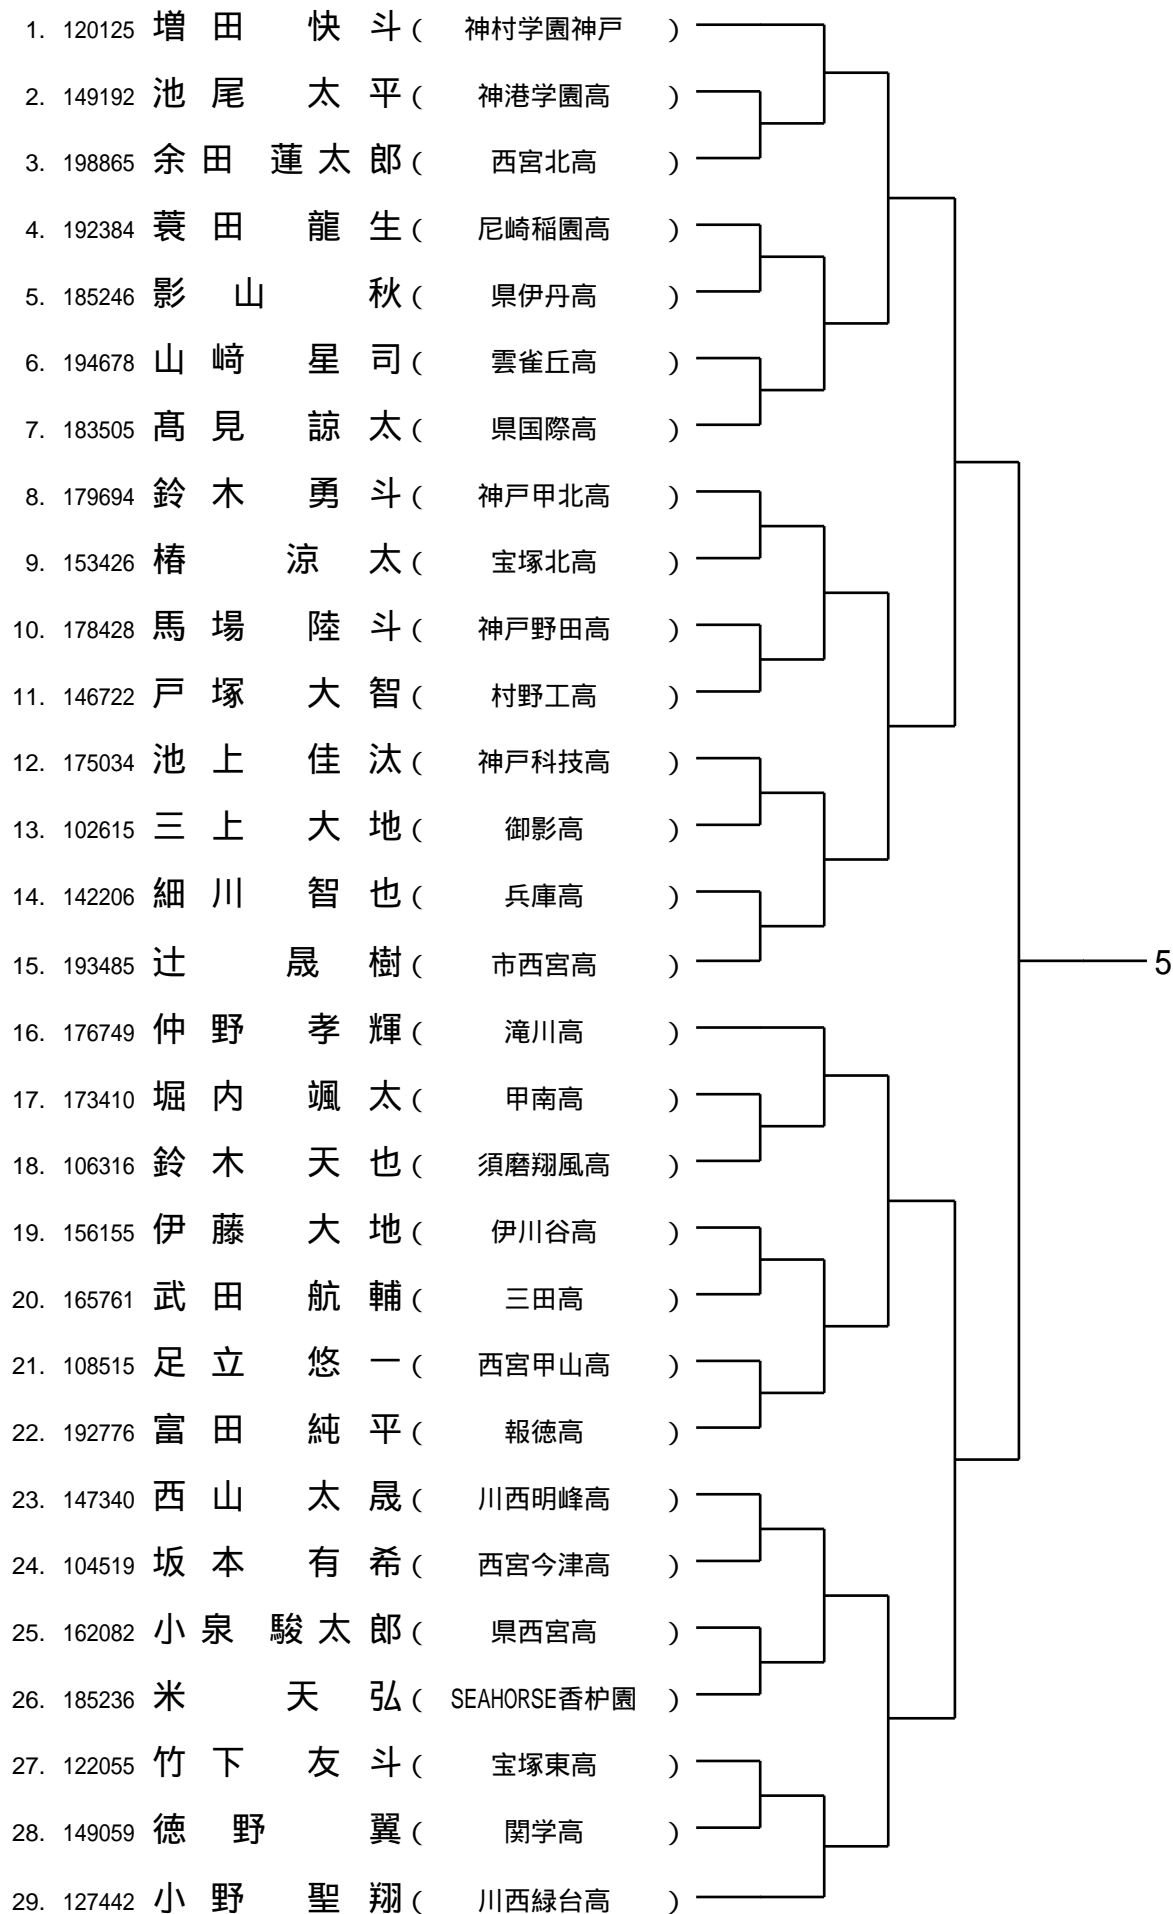 1. 120125 増田 快斗 ( 神村学園神戸 )
2. 149192 池尾 太平 ( 神港学園高 )
3. 198865 余田 蓮太郎 ( 西宮北高 )
4. 192384 蓑田 龍生 ( 尼崎稲園高 )
5. 185246 影山 秋 ( 県伊丹高 )
6. 194678 山﨑 星司 ( 雲雀丘高 )
7. 183505 髙見 諒太 ( 県国際高 )
8. 179694 鈴木 勇斗 ( 神戸甲北高 )
9. 153426 椿 涼太 ( 宝塚北高 )
10. 178428 馬場 陸斗 ( 神戸野田高 )
11. 146722 戸塚 大智 ( 村野工高 )
12. 175034 池上 佳汰 ( 神戸科技高 )
13. 102615 三上 大地 ( 御影高 )
14. 142206 細川 智也 ( 兵庫高 )
15. 193485 辻 晟樹 ( 市西宮高 )
5
16. 176749 仲野 孝輝 ( 滝川高 )
17. 173410 堀内 颯太 ( 甲南高 )
18. 106316 鈴木 天也 ( 須磨翔風高 )
19. 156155 伊藤 大地 ( 伊川谷高 )
20. 165761 武田 航輔 ( 三田高 )
21. 108515 足立 悠一 ( 西宮甲山高 )
22. 192776 富田 純平 ( 報徳高 )
23. 147340 西山 太晟 ( 川西明峰高 )
24. 104519 坂本 有希 ( 西宮今津高 )
25. 162082 小泉 駿太郎 ( 県西宮高 )
26. 185236 米 天弘 ( SEAHORSE香枦園 )
27. 122055 竹下 友斗 ( 宝塚東高 )
28. 149059 徳野 翼 ( 関学高 )
29. 127442 小野 聖翔 ( 川西緑台高 )